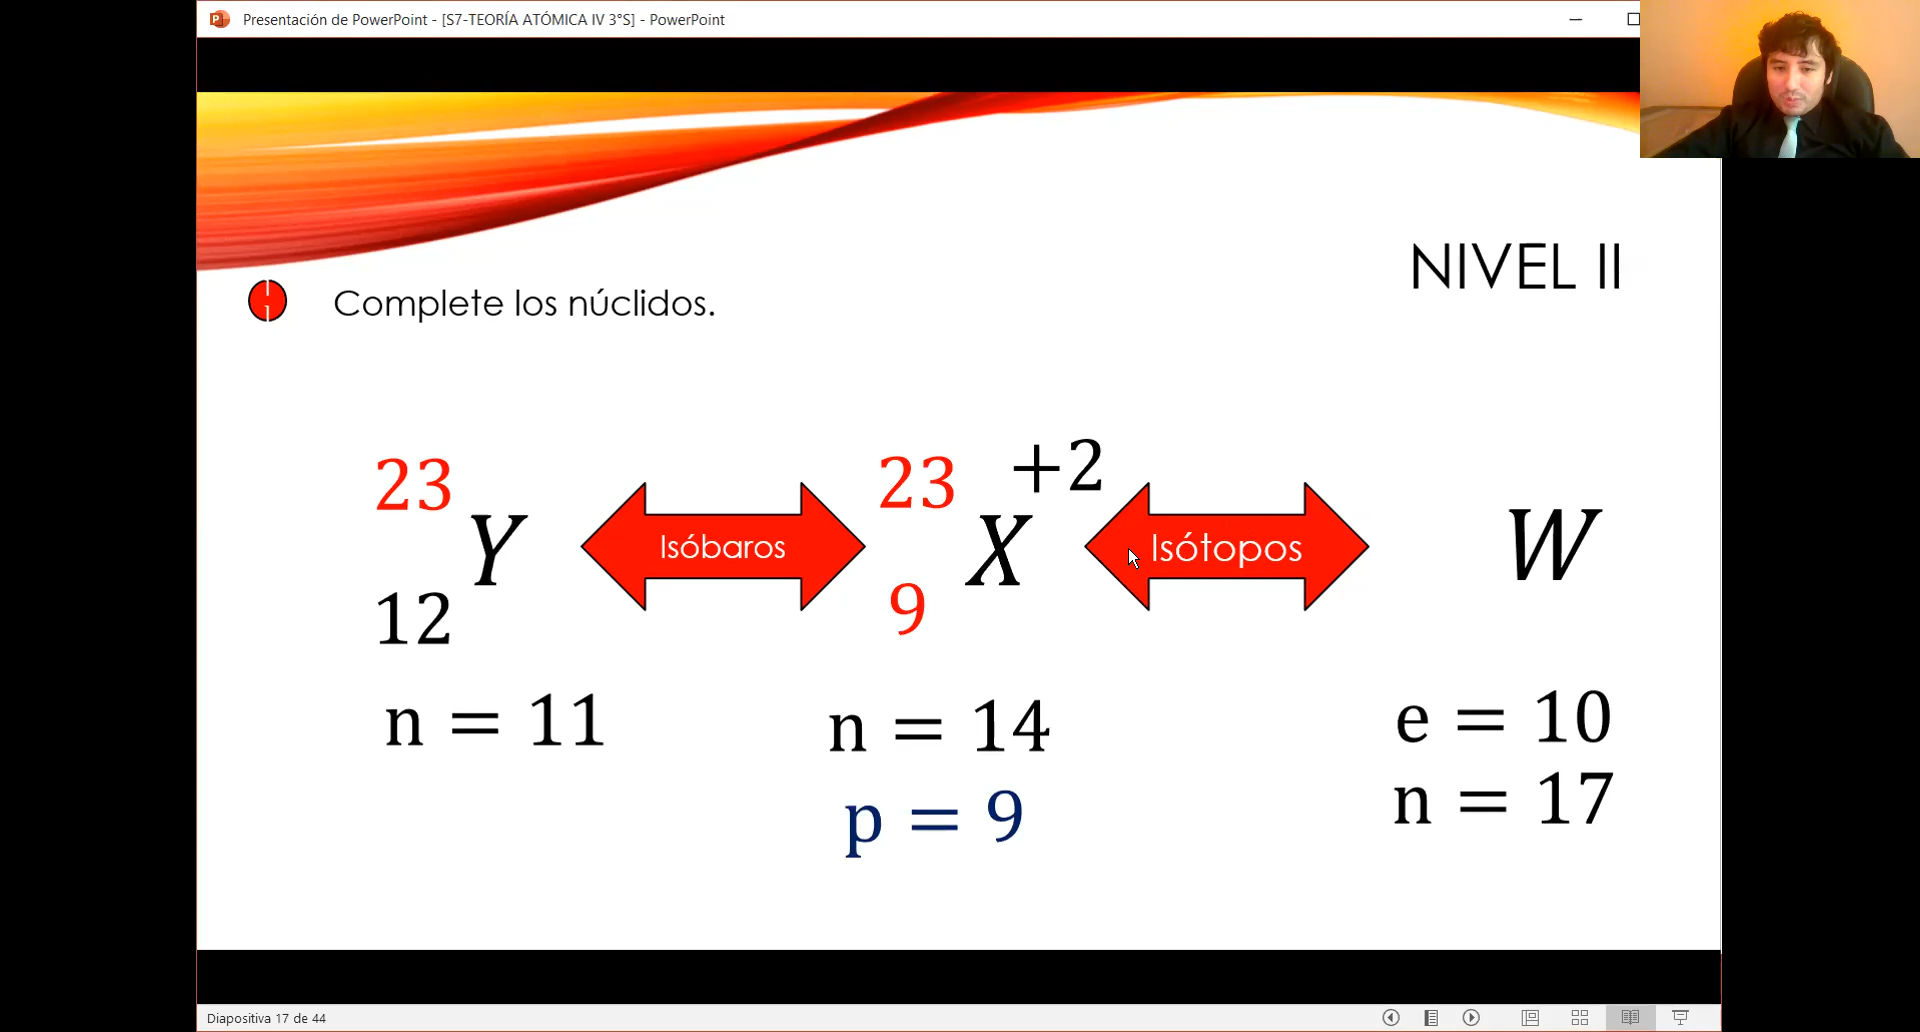 Presentación de PowerPoint - [S7-TEORÍA ATÓMICA IV 3°S] - PowerPoint
NIVEL II
Complete los núclidos.
23
12
Y
n = 11
Isóbaros
23
9
X
+2
n = 14
p = 9
Isótopos
W
e = 10
n = 17
Diapositiva 17 de 44